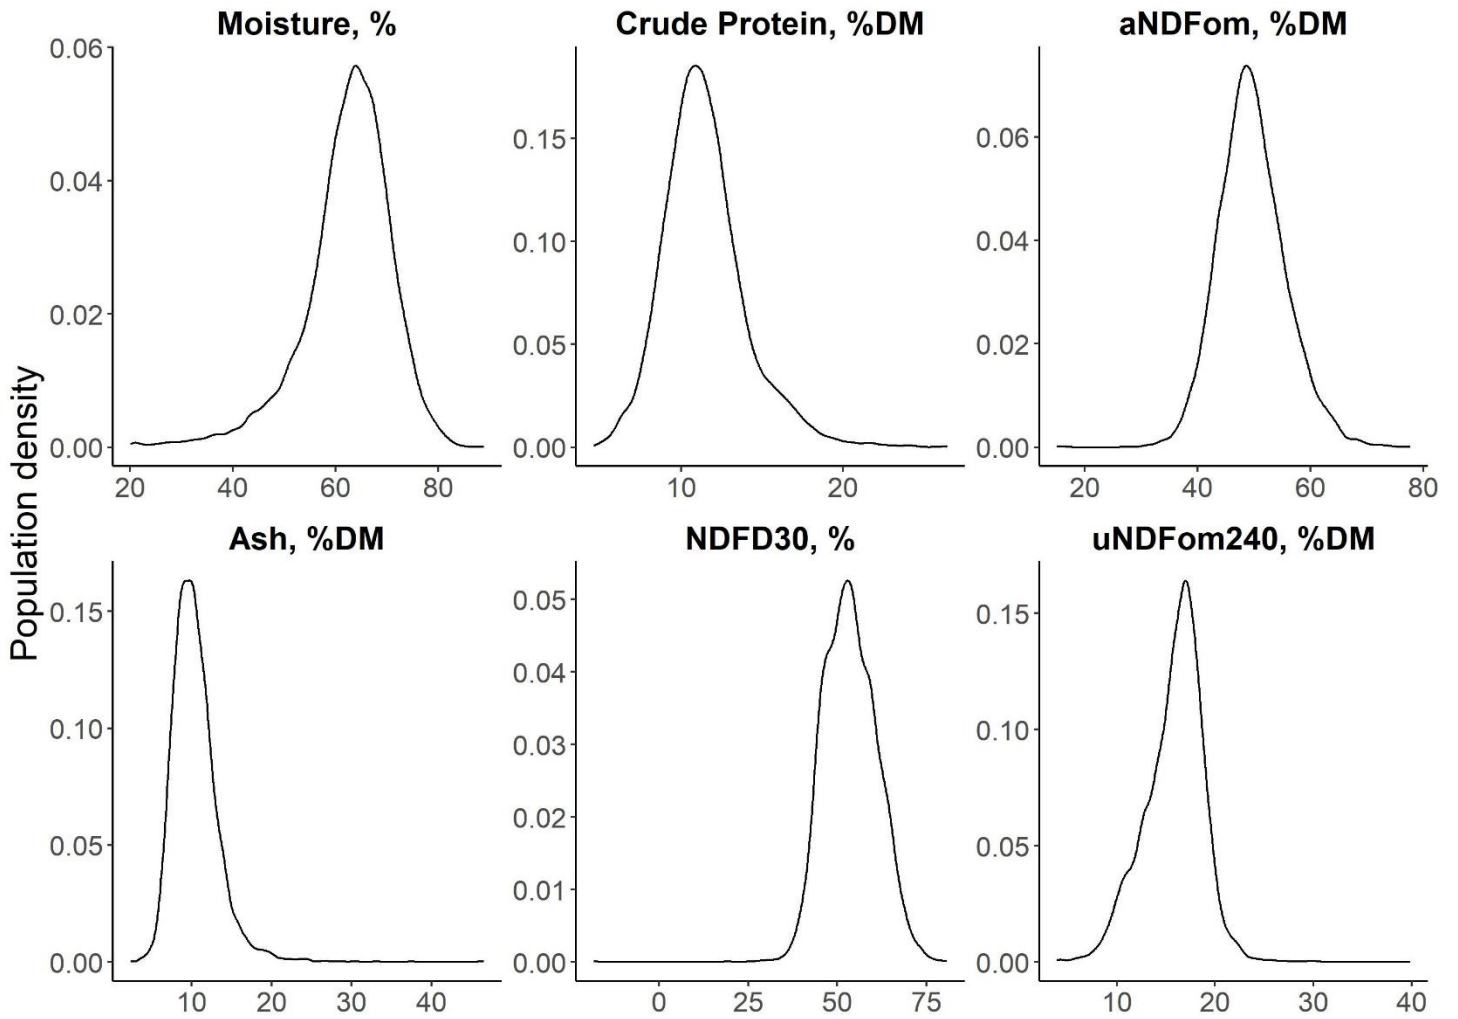 Population density
Moisture, %
0.06
0.04
0.02
0.00
20 40 60 80
Crude Protein, %DM
0.15
0.10
0.05
0.00
10 20
aNDFom, %DM
0.06
0.04
0.02
0.00
20 40 60 80
Ash, %DM
0.15
0.10
0.05
0.00
10 20 30 40
NDFD30, %
0.05
0.04
0.03
0.02
0.01
0.00
0 25 50 75
uNDFom240, %DM
0.15
0.10
0.05
0.00
10 20 30 40